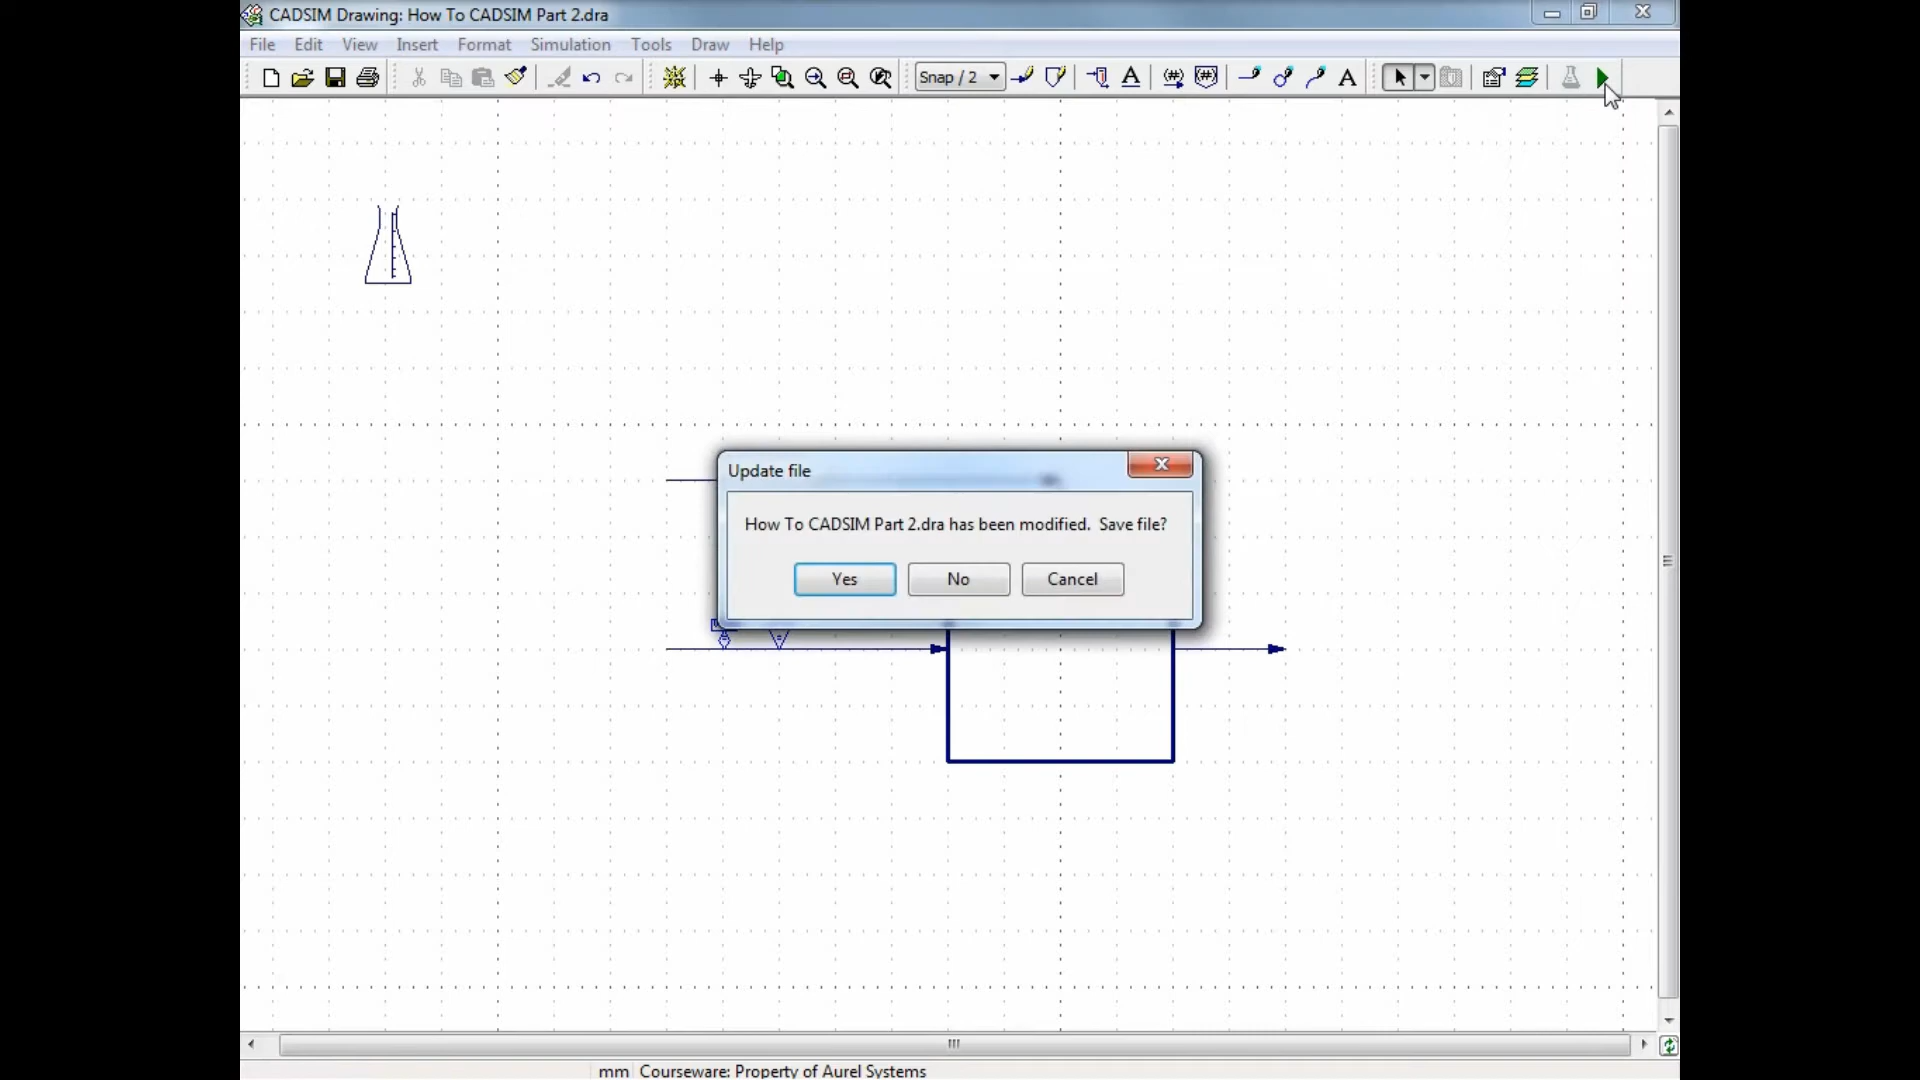 CADSIM Drawing: How To CADSIM Part 2.dra
File Edit View Insert Format Simulation Tools Draw Help
Snap / 2
Update file
How To CADSIM Part 2.dra has been modified. Save file?
Yes No Cancel
mm Courseware: Property of Aurel Systems